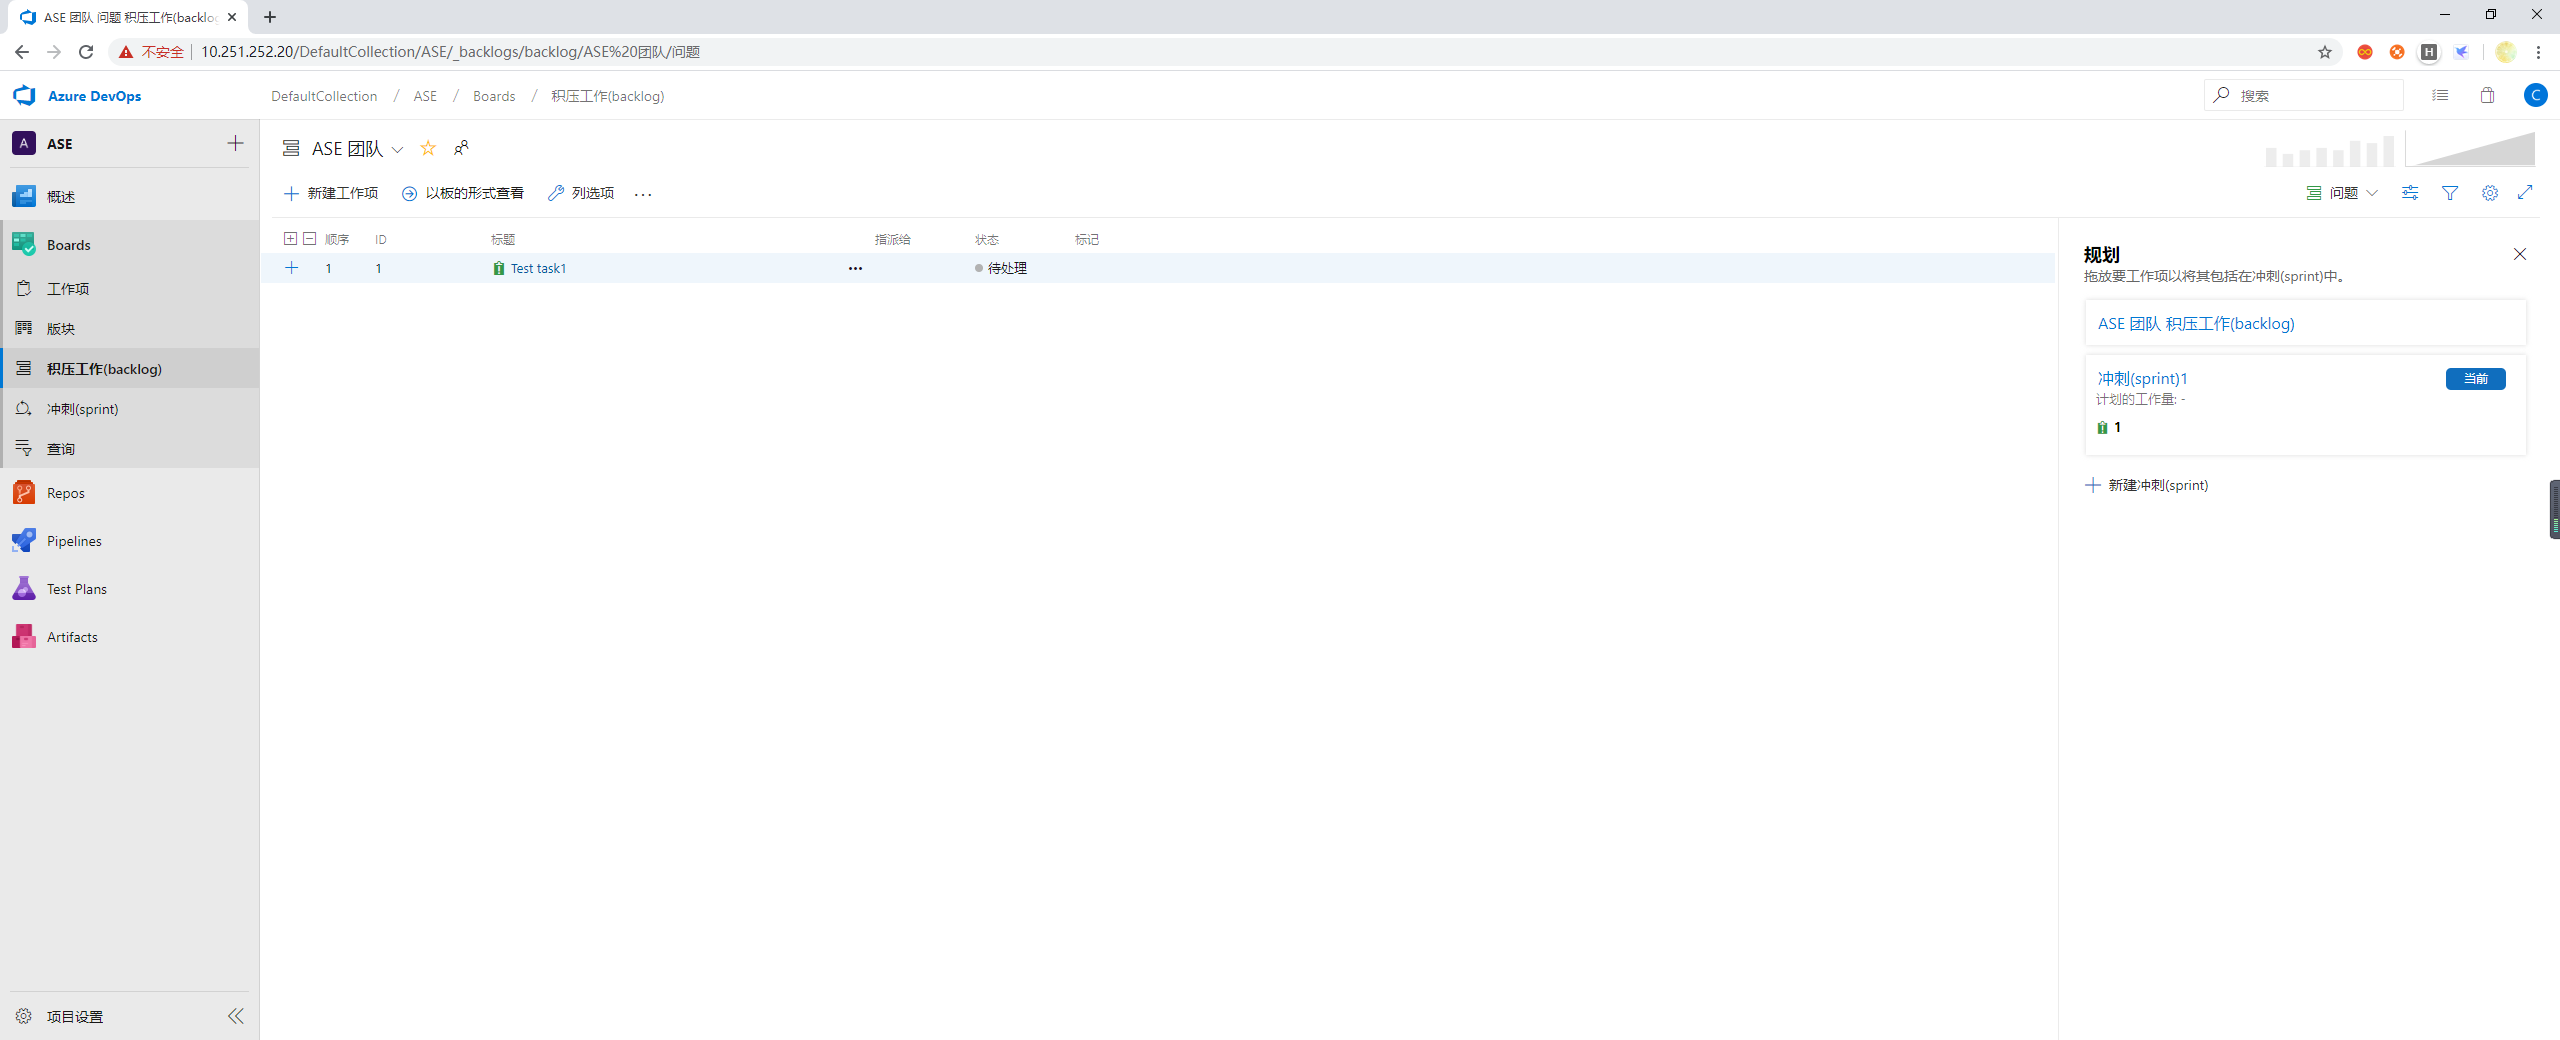 ASE 团队 问题 积压工作(backlog
不安全 10.251.252.20/DefaultCollection/ASE/_backlogs/backlog/ASE%20团队/问题
H
Azure DevOps
DefaultCollection / ASE / Boards / 积压工作(backlog)
搜索
C
A ASE
概述
Boards
工作项
版块
积压工作(backlog)
冲刺(sprint)
查询
Repos
Pipelines
Test Plans
Artifacts
项目设置
ASE 团队
新建工作项 以板的形式查看 列选项 ...
问题
顺序 ID 标题 指派给 状态 标记
1 1 Test task1 ••• 待处理
规划
拖放要工作项以将其包括在冲刺(sprint)中。
ASE 团队 积压工作(backlog)
冲刺(sprint)1 当前
计划的工作量: -
1
新建冲刺(sprint)